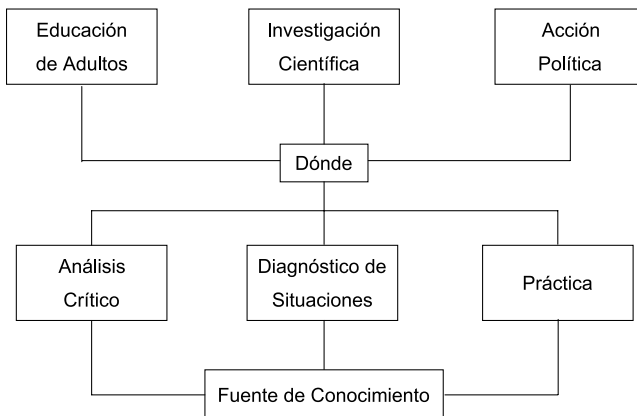 Educación
de Adultos
Investigación
Científica
Acción
Política
Dónde
Análisis
Crítico
Diagnóstico de
Situaciones
Práctica
Fuente de Conocimiento